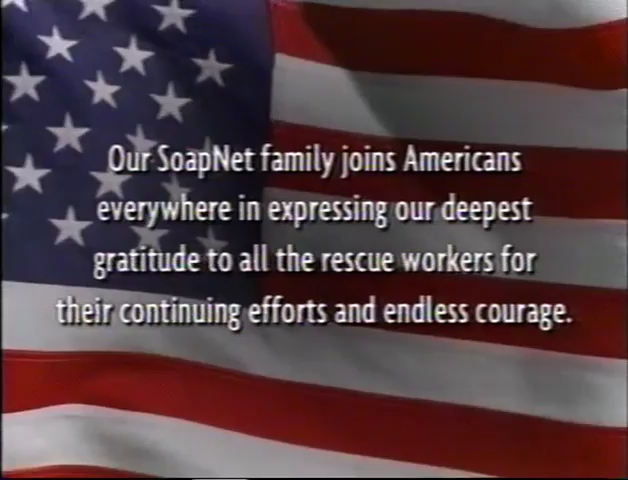 Our SoapNet family joins Americans
everywhere in expressing our deepest
gratitude to all the rescue workers for
their continuing efforts and endless courage.